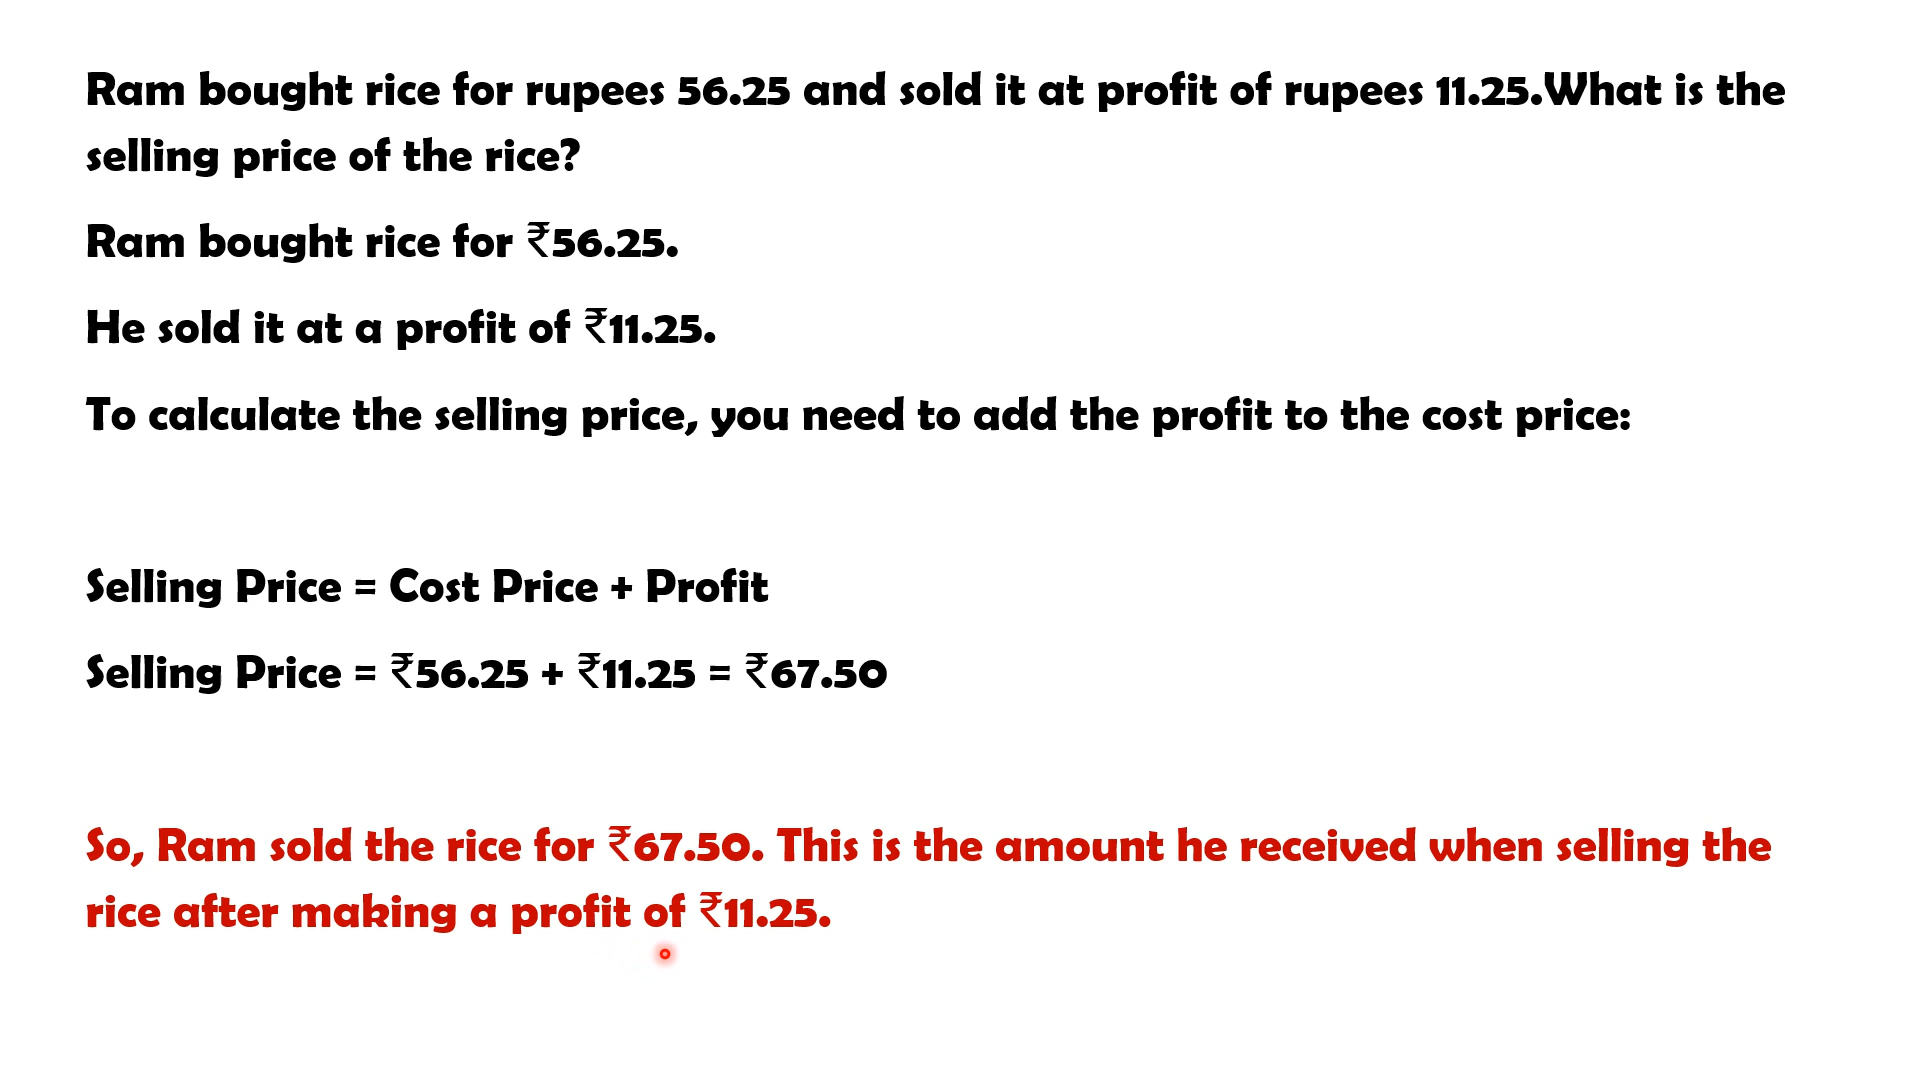 Ram bought rice for rupees 56.25 and sold it at profit of rupees 11.25.What is the
selling price of the rice?
Ram bought rice for ₹56.25.
He sold it at a profit of ₹11.25.
To calculate the selling price, you need to add the profit to the cost price:
Selling Price = Cost Price + Profit
Selling Price = ₹56.25 + ₹11.25 = ₹67.50
So, Ram sold the rice for ₹67.50. This is the amount he received when selling the
rice after making a profit of ₹11.25.